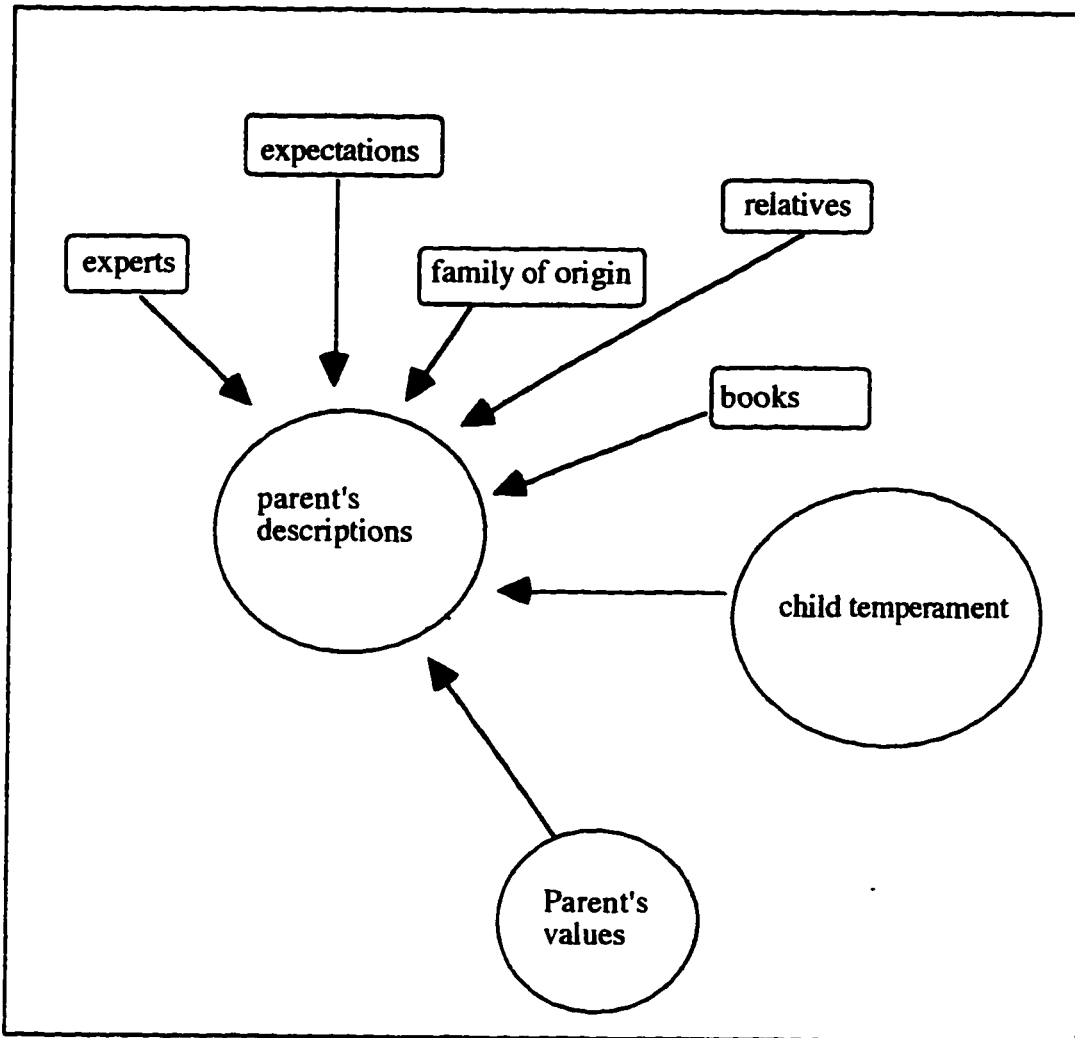 expectations
relatives
experts
family of origin
books
parent's
descriptions
child temperament
Parent's
values